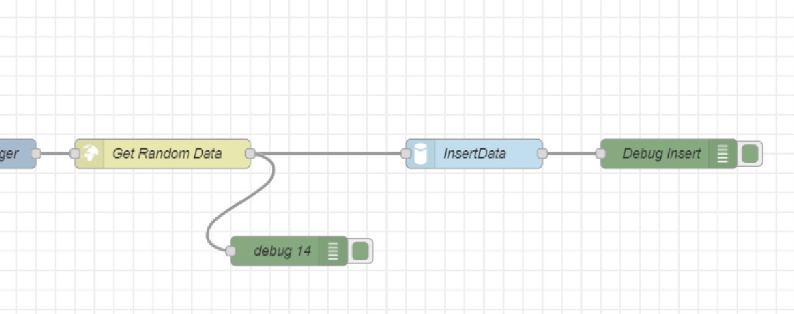 ger
Get Random Data
InsertData
Debug Insert
debug 14